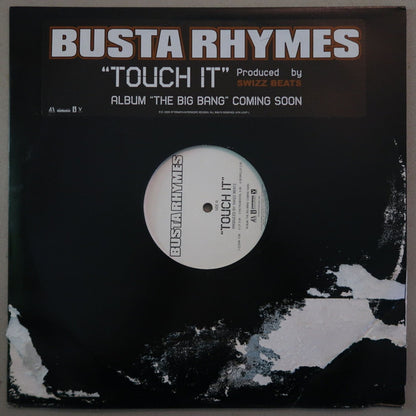 BUSTA RHYMES
"TOUCH IT" Produced by
SWIZZ BEATS
ALBUM "THE BIG BANG" COMING SOON
BUSTA RHYMES
"TOUCH IT"